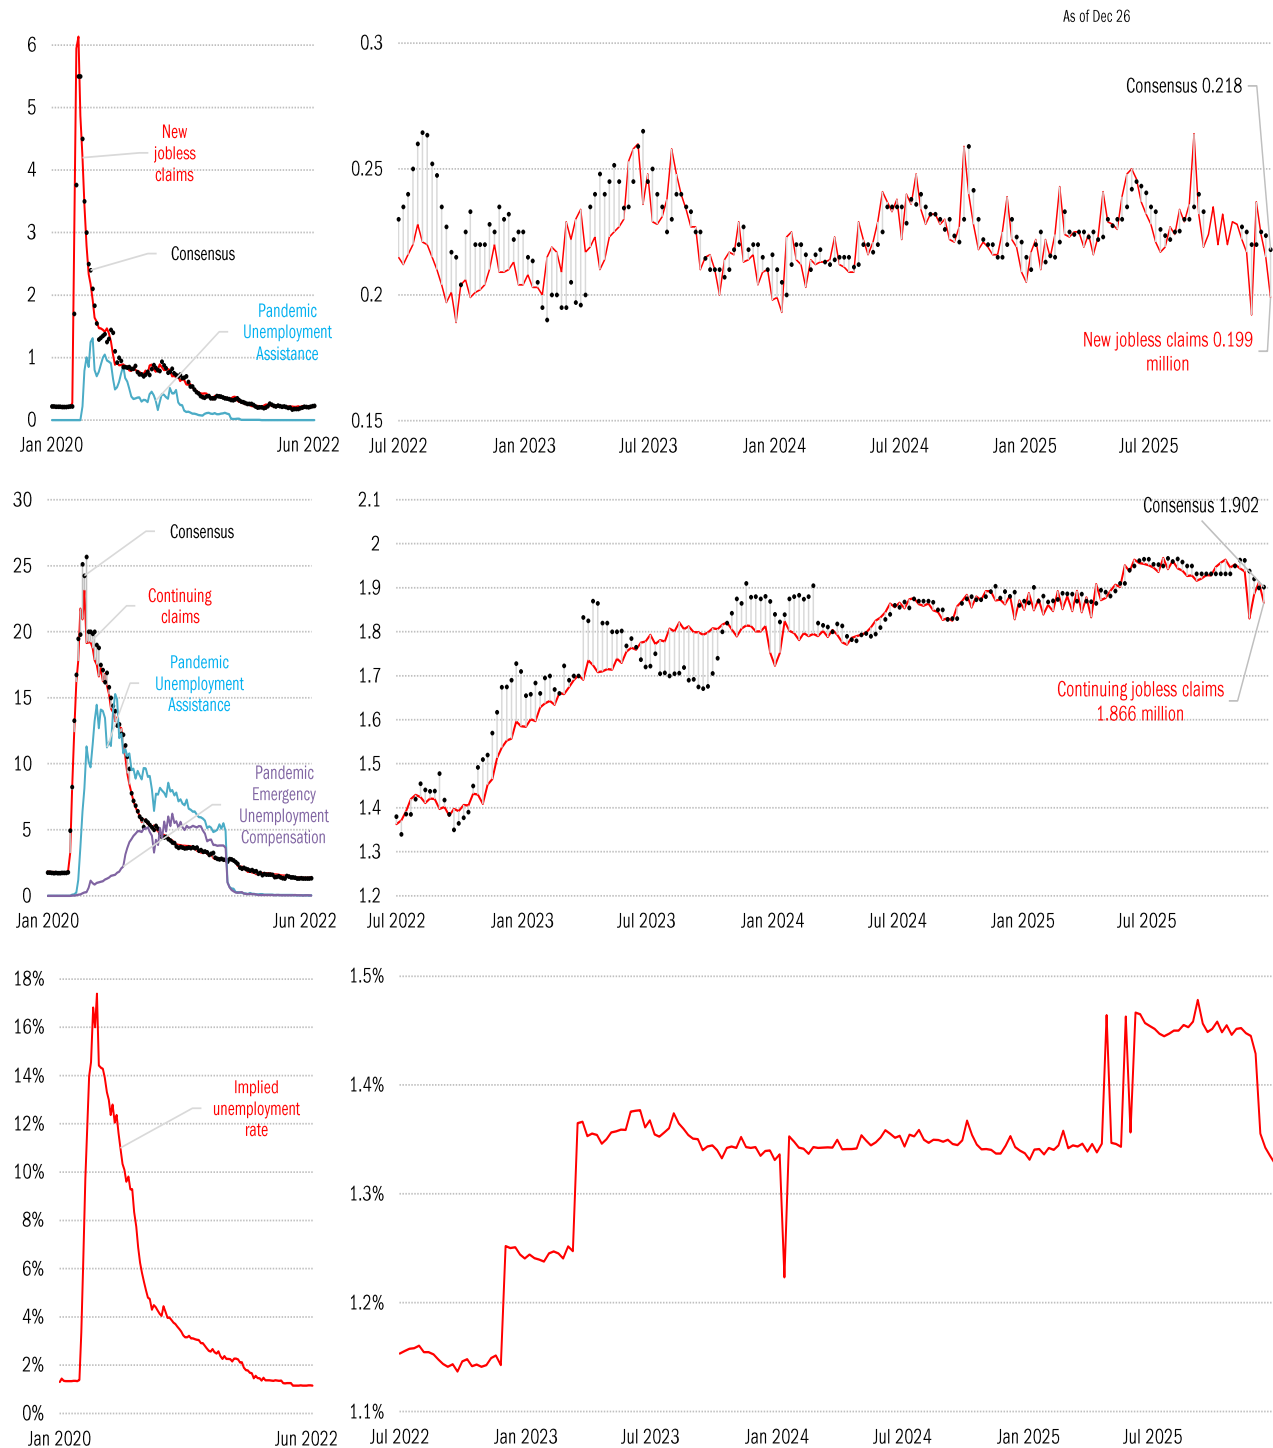 As of Dec 26
6
5
4
3
2
1
0
Jan 2020
Jun 2022
New
jobless
claims
Consensus
Pandemic
Unemployment
Assistance
0.3
0.25
0.2
0.15
Jul 2022
Jan 2023
Jul 2023
Jan 2024
Jul 2024
Jan 2025
Jul 2025
Consensus 0.218
New jobless claims 0.199
million
30
25
20
15
10
5
0
Jan 2020
Jun 2022
Consensus
Continuing
claims
Pandemic
Unemployment
Assistance
Pandemic
Emergency
Unemployment
Compensation
2.1
2
1.9
1.8
1.7
1.6
1.5
1.4
1.3
1.2
Jul 2022
Jan 2023
Jul 2023
Jan 2024
Jul 2024
Jan 2025
Jul 2025
Consensus 1.902
Continuing jobless claims
1.866 million
18%
16%
14%
12%
10%
8%
6%
4%
2%
0%
Jan 2020
Jun 2022
Implied
unemployment
rate
1.5%
1.4%
1.3%
1.2%
1.1%
Jul 2022
Jan 2023
Jul 2023
Jan 2024
Jul 2024
Jan 2025
Jul 2025